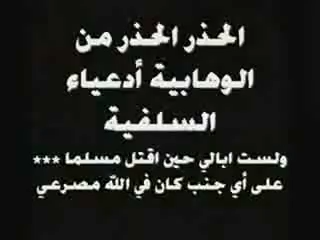 الحذر الحذر من
الوهابية أدعياء
السلفية
ولست ابالي حين اقتل مسلما ***
على أي جنب كان في الله مصرعي